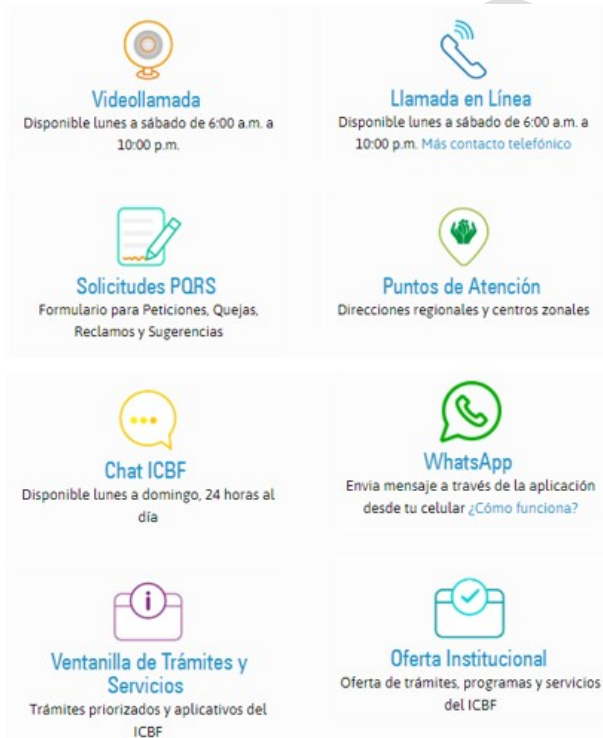 Videollamada
Disponible lunes a sábado de 6:00 a.m. a
10:00 p.m.
Llamada en Línea
Disponible lunes a sábado de 6:00 a.m. a
10:00 p.m. Más contacto telefónico
Solicitudes PQRS
Formulario para Peticiones, Quejas,
Reclamos y Sugerencias
Puntos de Atención
Direcciones regionales y centros zonales
Chat ICBF
Disponible lunes a domingo, 24 horas al
día
WhatsApp
Envia mensaje a través de la aplicación
desde tu celular ¿Cómo funciona?
Ventanilla de Trámites y
Servicios
Trámites priorizados y aplicativos del
ICBF
Oferta Institucional
Oferta de trámites, programas y servicios
del ICBF